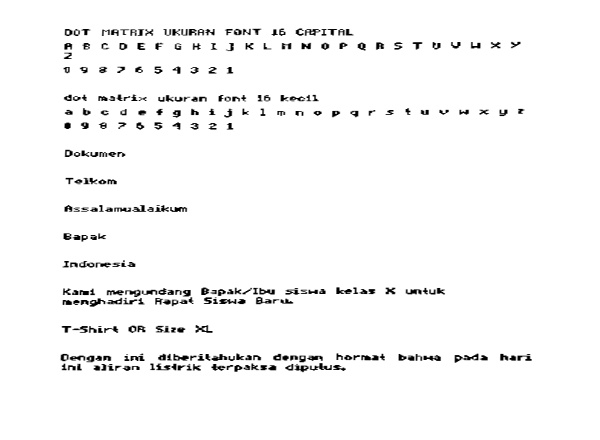 DOT MATRIX UKURAN FONT 16 CAPITAL
A B C D E F G H I J K L M N O P Q R S T U V W X Y
Z
0 9 8 7 6 5 4 3 2 1
dot matrix ukuran font 16 kecil
a b c d e f g h i j k l m n o p q r s t u v w x y z
0 9 8 7 6 5 4 3 2 1
Dokumen
Telkom
Assalamualaikum
Bapak
Indonesia
Kami mengundang Bapak/Ibu siswa kelas X untuk
menghadiri Rapat Siswa Baru.
T-Shirt OR Size XL
Dengan ini diberitahukan dengan hormat bahwa pada hari
ini aliran listrik terpaksa diputus.